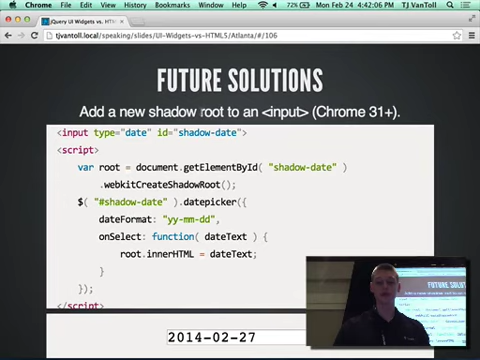 Chrome File Edit View History Bookmarks Window Help 72% Mon Feb 24 4:42:06 PM TJ VanToll
jQuery UI Widgets vs. HTML
tjvantoll.local/speaking/slides/UI-Widgets-vs-HTML5/Atlanta/#/106
FUTURE SOLUTIONS
Add a new shadow root to an <input> (Chrome 31+).
<input type="date" id="shadow-date">
<script>
var root = document.getElementById( "shadow-date" )
.webkitCreateShadowRoot();
$( "#shadow-date" ).datepicker({
dateFormat: "yy-mm-dd",
onSelect: function( dateText ) {
root.innerHTML = dateText;
}
});
</script>
2014-02-27
FUTURE SOLUTIONS